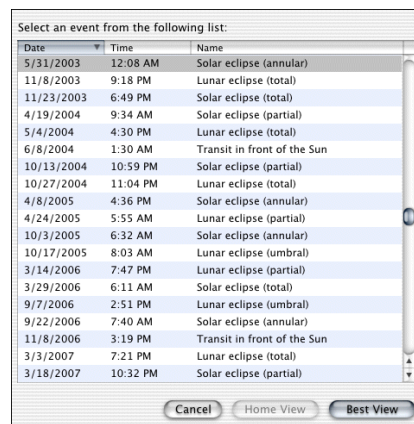 Select an event from the following list:
Date Time Name
5/31/2003 12:08 AM Solar eclipse (annular)
11/8/2003 9:18 PM Lunar eclipse (total)
11/23/2003 6:49 PM Solar eclipse (total)
4/19/2004 9:34 AM Solar eclipse (partial)
5/4/2004 4:30 PM Lunar eclipse (total)
6/8/2004 1:30 AM Transit in front of the Sun
10/13/2004 10:59 PM Solar eclipse (partial)
10/27/2004 11:04 PM Lunar eclipse (total)
4/8/2005 4:36 PM Solar eclipse (annular)
4/24/2005 5:55 AM Lunar eclipse (partial)
10/3/2005 6:32 AM Solar eclipse (annular)
10/17/2005 8:03 AM Lunar eclipse (umbral)
3/14/2006 7:47 PM Lunar eclipse (partial)
3/29/2006 6:11 AM Solar eclipse (total)
9/7/2006 2:51 PM Lunar eclipse (umbral)
9/22/2006 7:40 AM Solar eclipse (annular)
11/8/2006 3:19 PM Transit in front of the Sun
3/3/2007 7:21 PM Lunar eclipse (total)
3/18/2007 10:32 PM Solar eclipse (partial)
Cancel Home View Best View